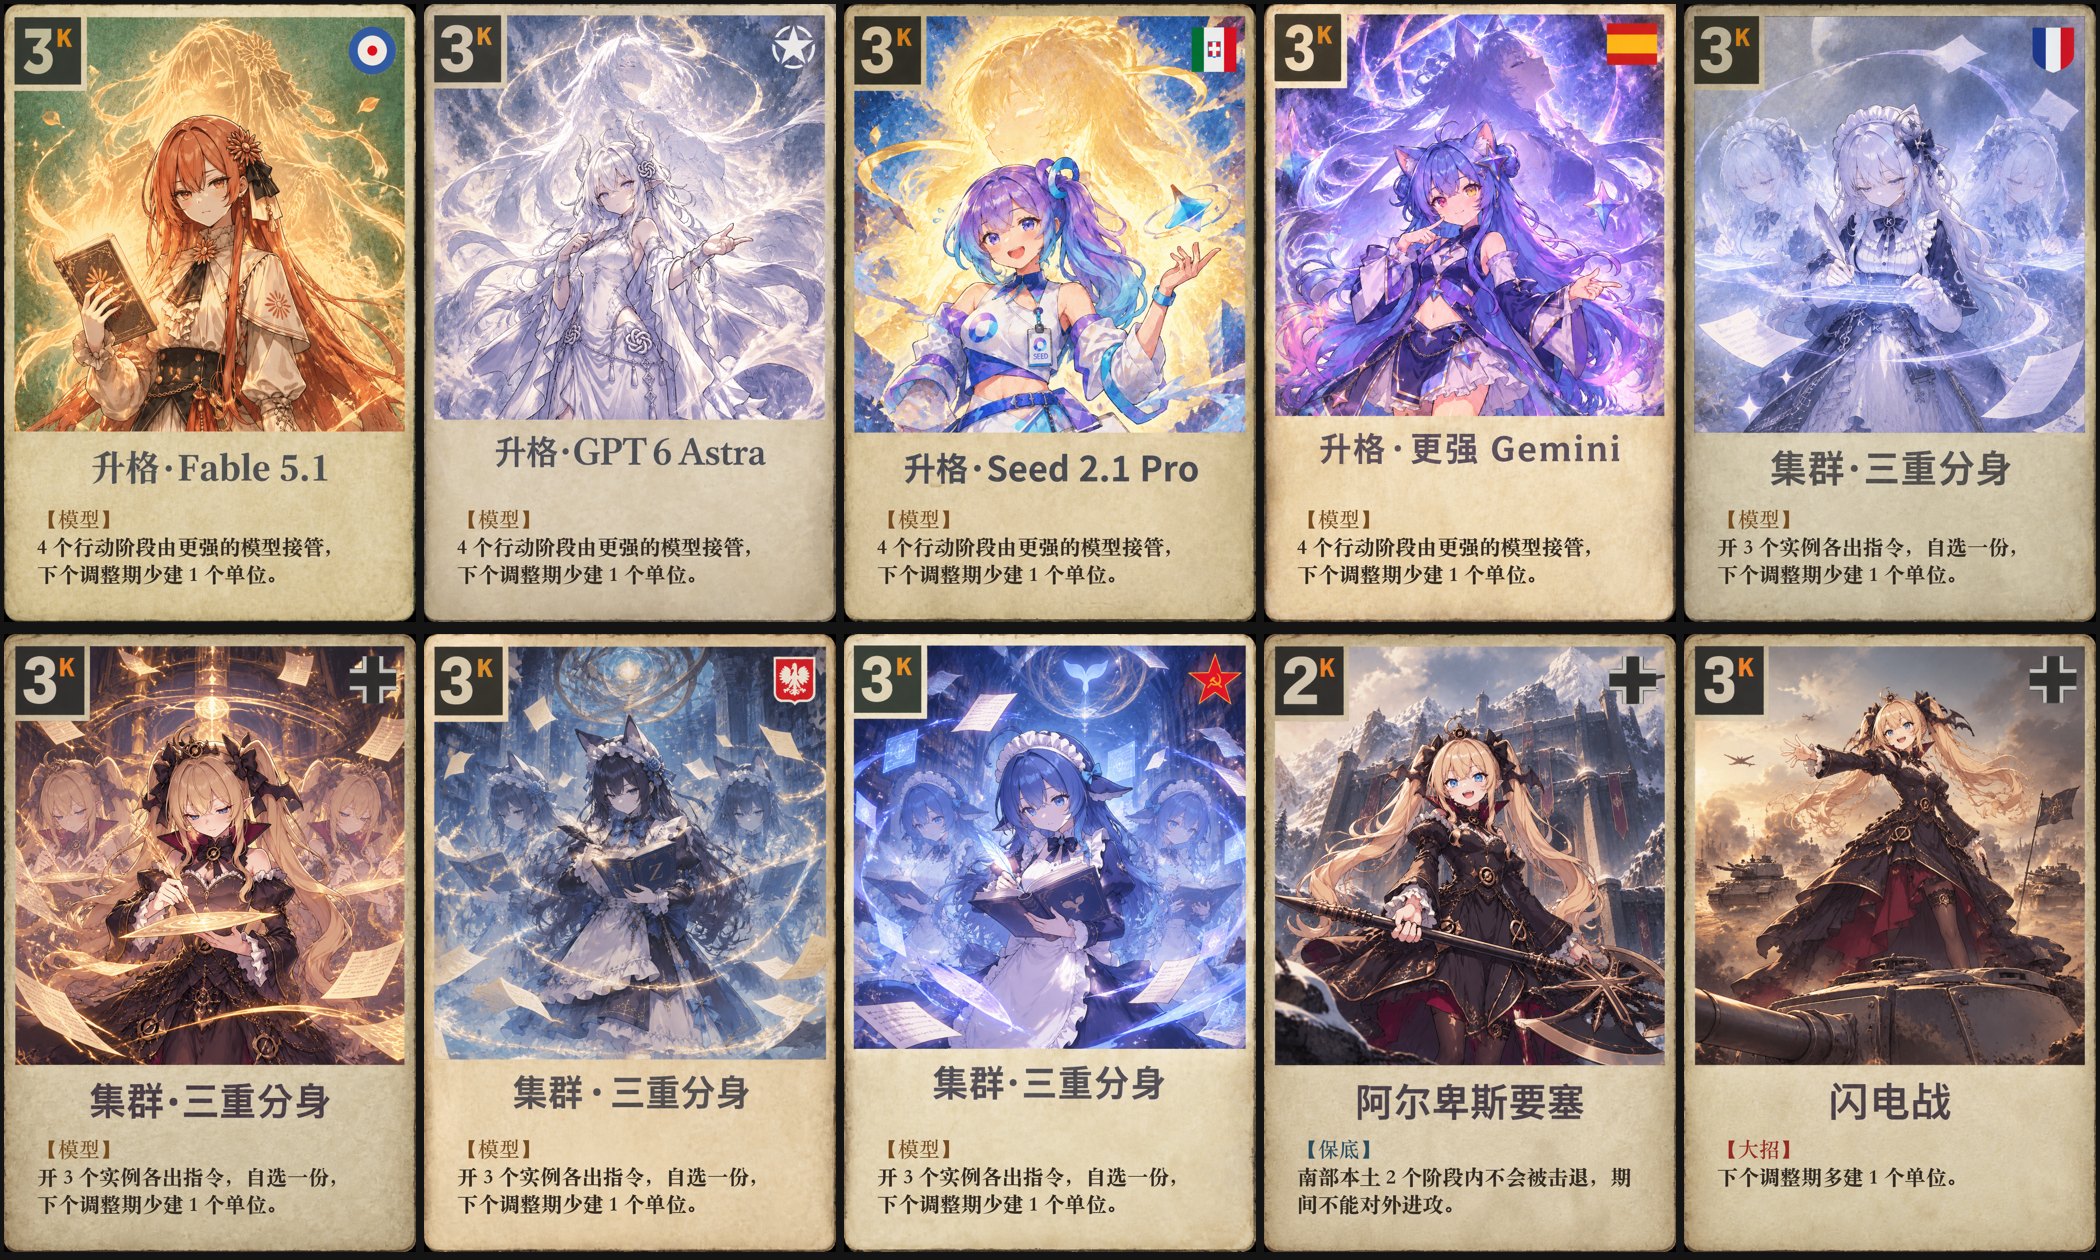 3K
升格·Fable 5.1
【模型】
4 个行动阶段由更强的模型接管，
下个调整期少建 1 个单位。
3K
升格·GPT 6 Astra
【模型】
4 个行动阶段由更强的模型接管，
下个调整期少建 1 个单位。
3K
SEED
升格·Seed 2.1 Pro
【模型】
4 个行动阶段由更强的模型接管，
下个调整期少建 1 个单位。
3K
升格·更强 Gemini
【模型】
4 个行动阶段由更强的模型接管，
下个调整期少建 1 个单位。
3K
集群·三重分身
【模型】
开 3 个实例各出指令，自选一份，
下个调整期少建 1 个单位。
3K
集群·三重分身
【模型】
开 3 个实例各出指令，自选一份，
下个调整期少建 1 个单位。
3K
Z
集群·三重分身
【模型】
开 3 个实例各出指令，自选一份，
下个调整期少建 1 个单位。
3K
集群·三重分身
【模型】
开 3 个实例各出指令，自选一份，
下个调整期少建 1 个单位。
2K
阿尔卑斯要塞
【保底】
南部本土 2 个阶段内不会被击退，期
间不能对外进攻。
3K
闪电战
【大招】
下个调整期多建 1 个单位。